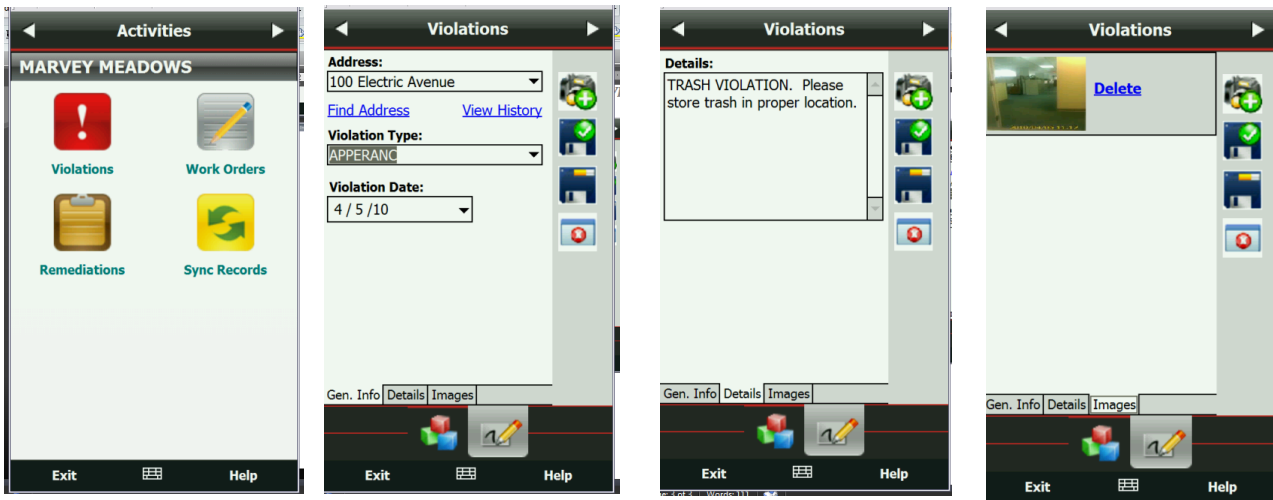 Activities
MARVEY MEADOWS
Violations
Work Orders
Remediations
Sync Records
Exit
Help
Violations
Address:
100 Electric Avenue
Find Address
View History
Violation Type:
APPERANC
Violation Date:
4 / 5 /10
Gen. Info
Details
Images
Exit
Help
Violations
Details:
TRASH VIOLATION. Please
store trash in proper location.
Gen. Info
Details
Images
Exit
Help
Words: 111
Violations
Delete
Gen. Info
Details
Images
Exit
Help